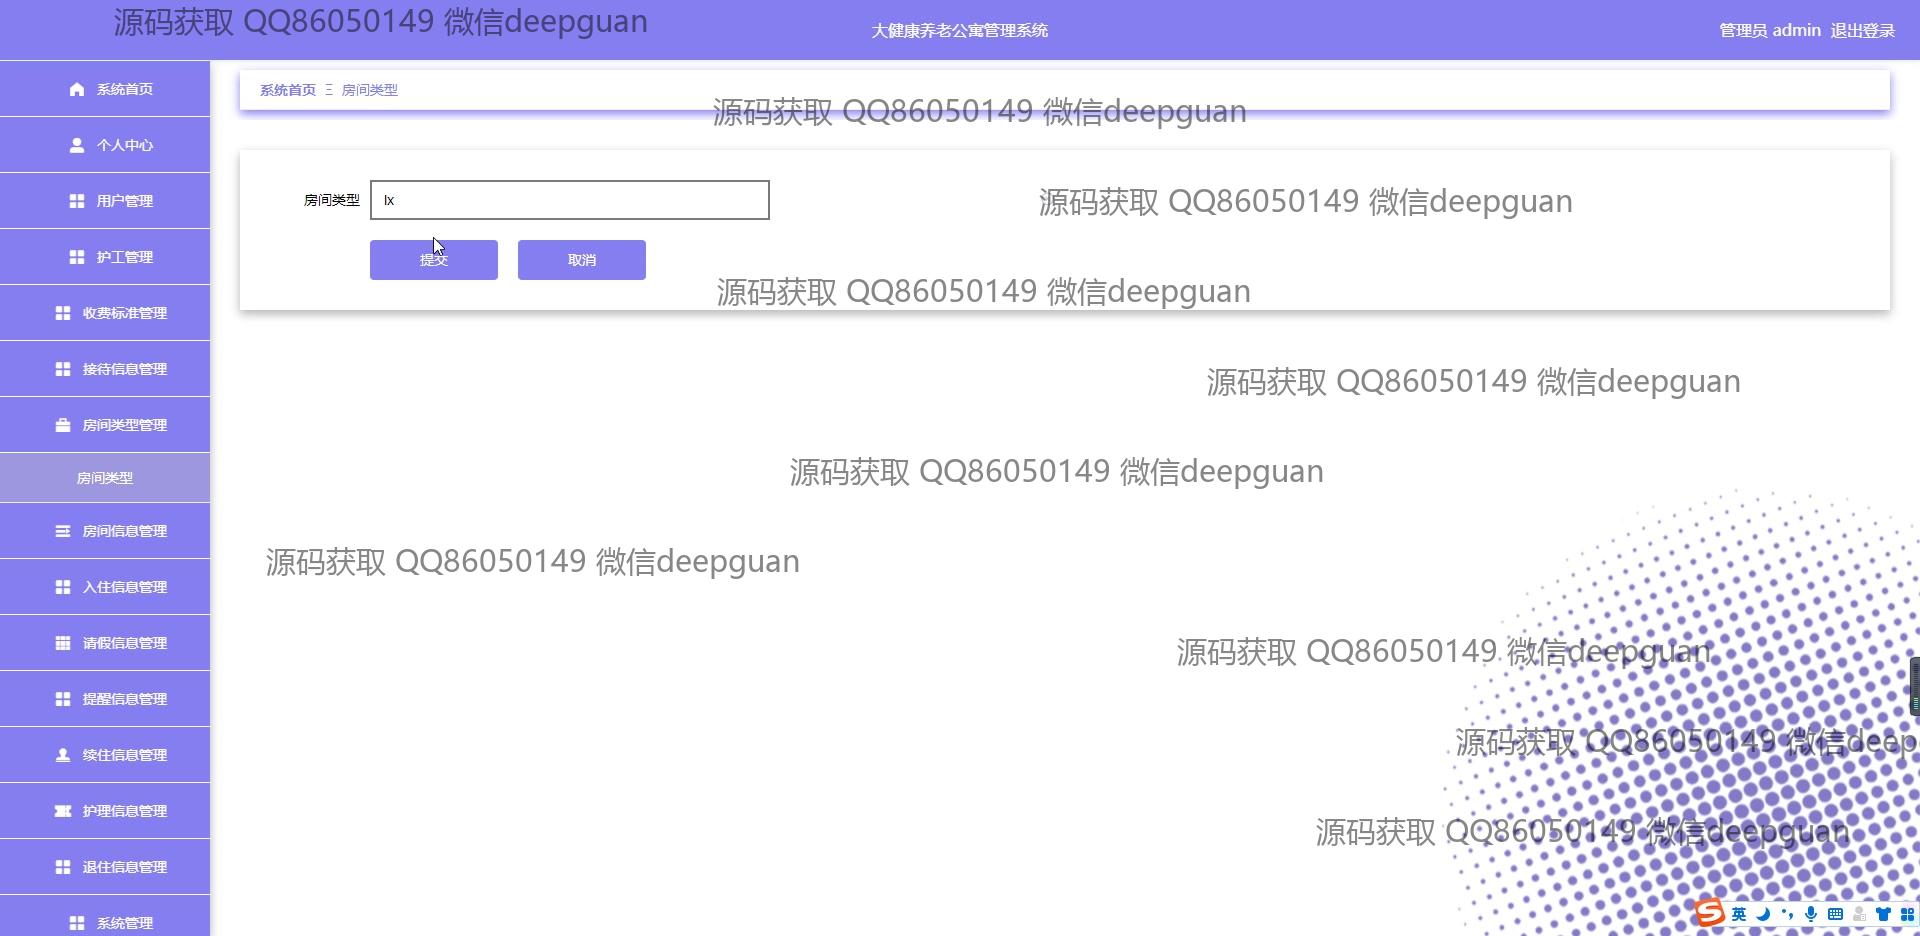 源码获取 QQ86050149 微信deepguan
大健康养老公寓管理系统
管理员 admin 退出登录
系统首页
个人中心
用户管理
护工管理
收费标准管理
接待信息管理
房间类型管理
房间类型
房间信息管理
入住信息管理
请假信息管理
提醒信息管理
续住信息管理
护理信息管理
退住信息管理
系统管理
系统首页 Ξ 房间类型
源码获取 QQ86050149 微信deepguan
房间类型 lx
源码获取 QQ86050149 微信deepguan
提交 取消
源码获取 QQ86050149 微信deepguan
源码获取 QQ86050149 微信deepguan
源码获取 QQ86050149 微信deepguan
源码获取 QQ86050149 微信deepguan
源码获取 QQ86050149 微信deepguan
源码获取 QQ86050149 微信deep
源码获取 QQ86050149 微信deepguan
英